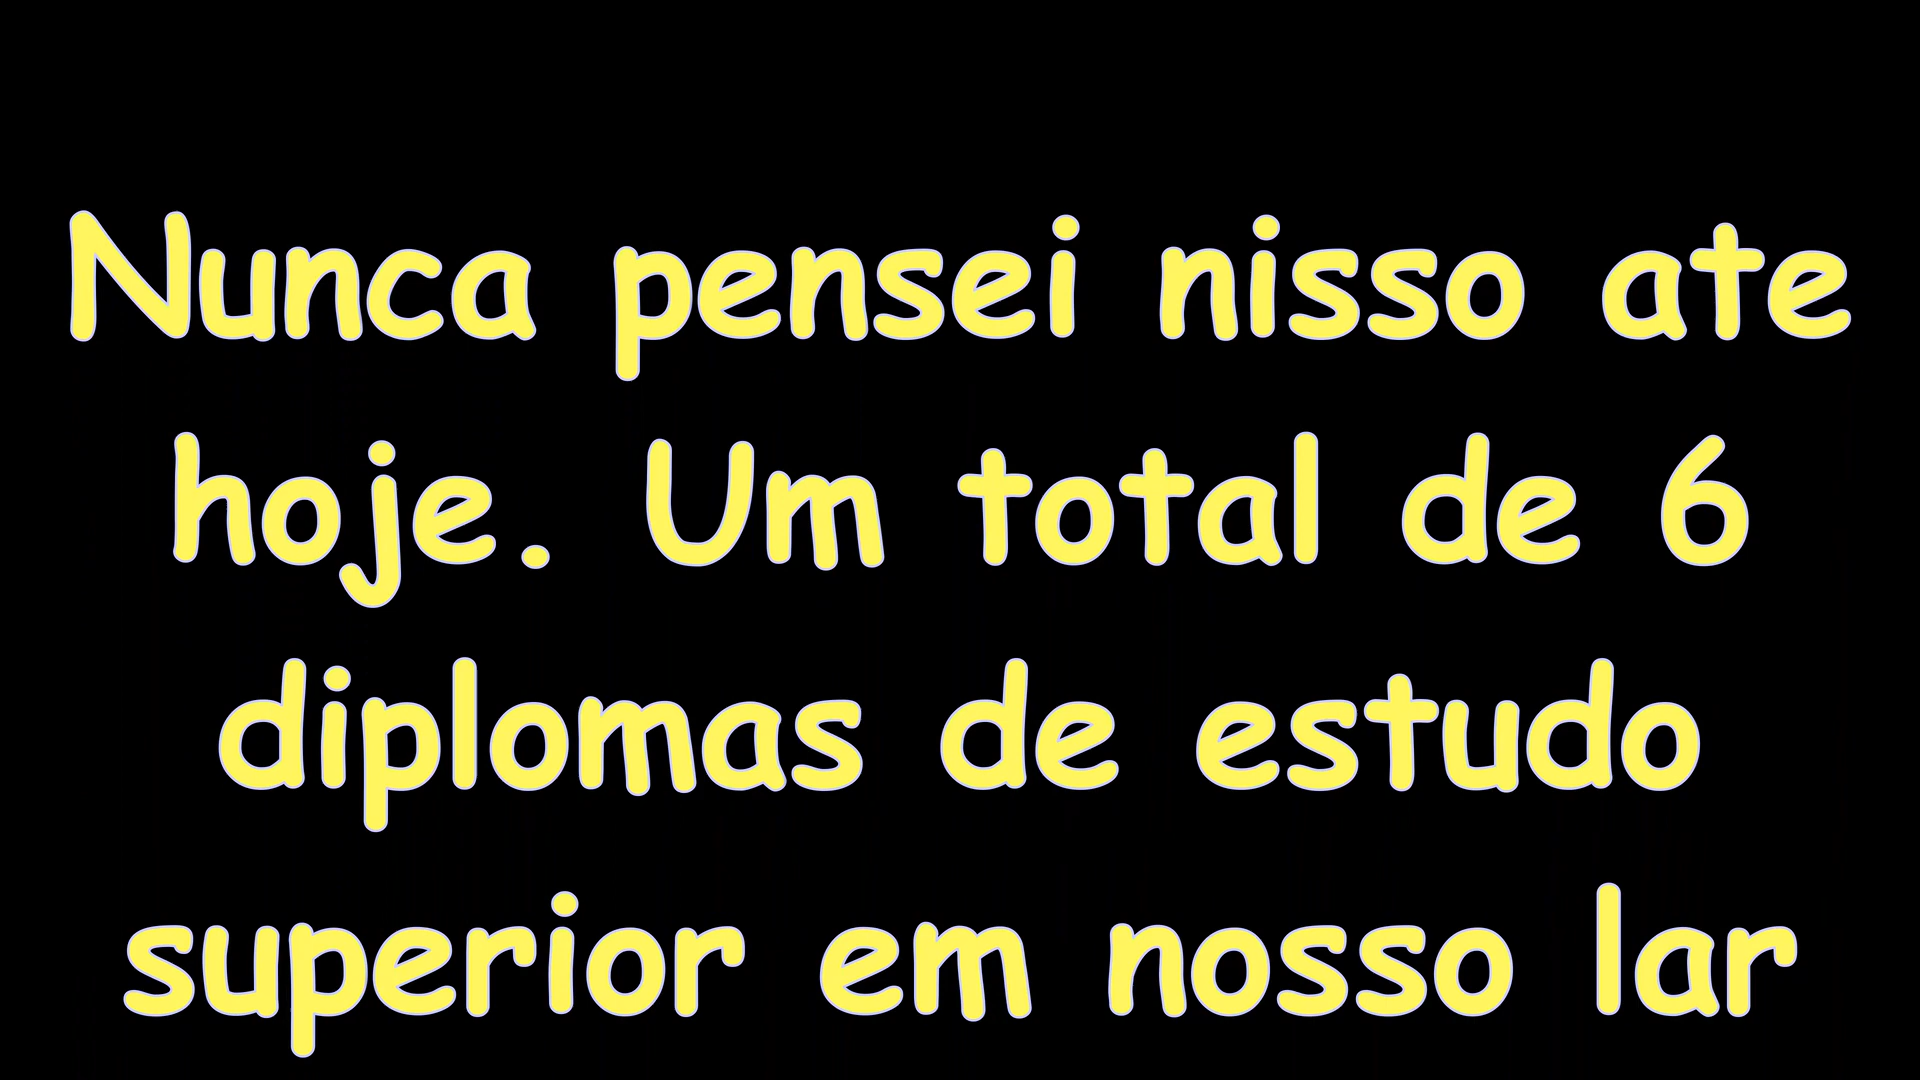 Nunca pensei nisso ate
hoje. Um total de 6
diplomas de estudo
superior em nosso lar